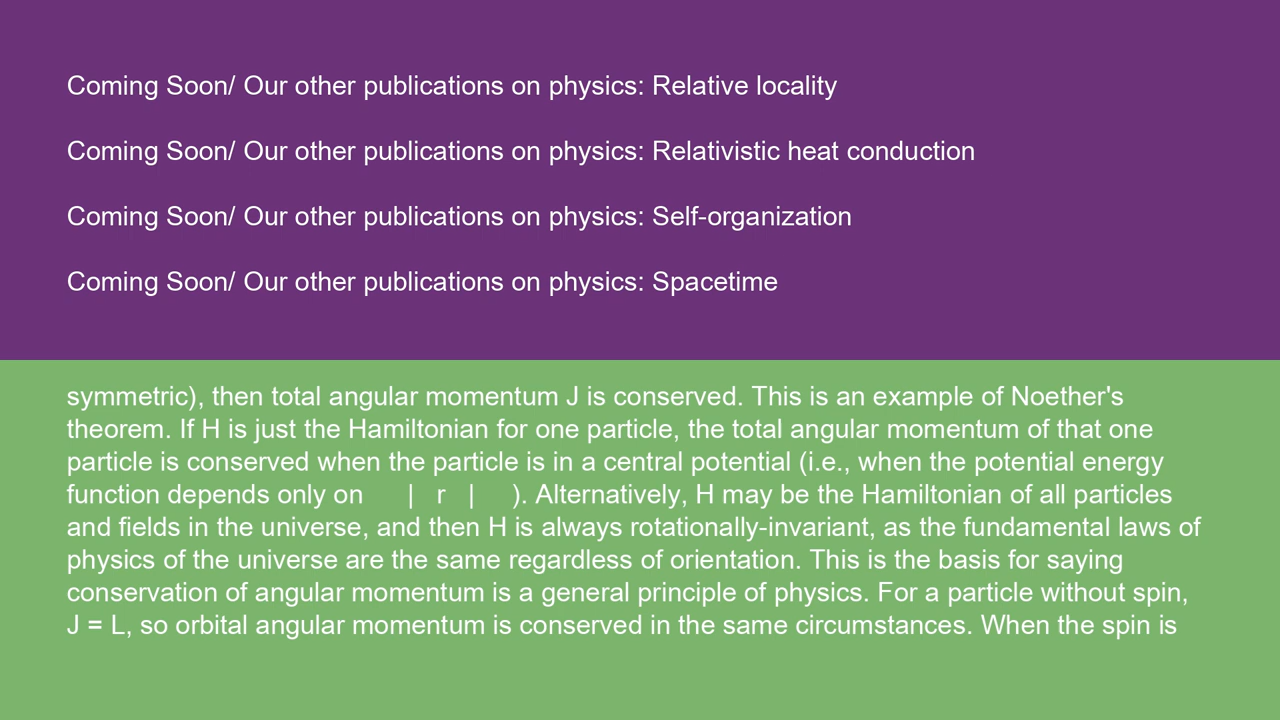 Coming Soon/ Our other publications on physics: Relative locality
Coming Soon/ Our other publications on physics: Relativistic heat conduction
Coming Soon/ Our other publications on physics: Self-organization
Coming Soon/ Our other publications on physics: Spacetime
symmetric), then total angular momentum J is conserved. This is an example of Noether's
theorem. If H is just the Hamiltonian for one particle, the total angular momentum of that one
particle is conserved when the particle is in a central potential (i.e., when the potential energy
function depends only on | r | ). Alternatively, H may be the Hamiltonian of all particles
and fields in the universe, and then H is always rotationally-invariant, as the fundamental laws of
physics of the universe are the same regardless of orientation. This is the basis for saying
conservation of angular momentum is a general principle of physics. For a particle without spin,
J = L, so orbital angular momentum is conserved in the same circumstances. When the spin is